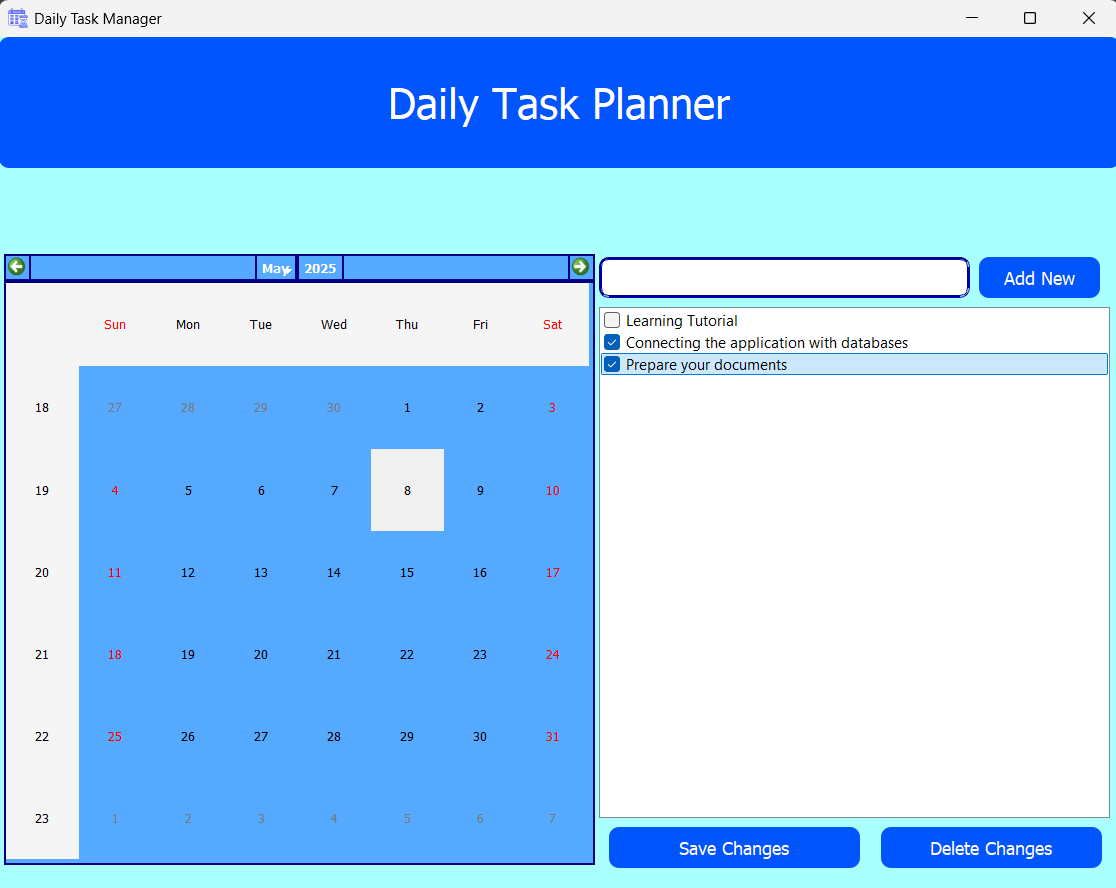 Daily Task Manager
Daily Task Planner
May 2025
Sun Mon Tue Wed Thu Fri Sat
18 27 28 29 30 1 2 3
19 4 5 6 7 8 9 10
20 11 12 13 14 15 16 17
21 18 19 20 21 22 23 24
22 25 26 27 28 29 30 31
23 1 2 3 4 5 6 7
Add New
Learning Tutorial
Connecting the application with databases
Prepare your documents
Save Changes
Delete Changes